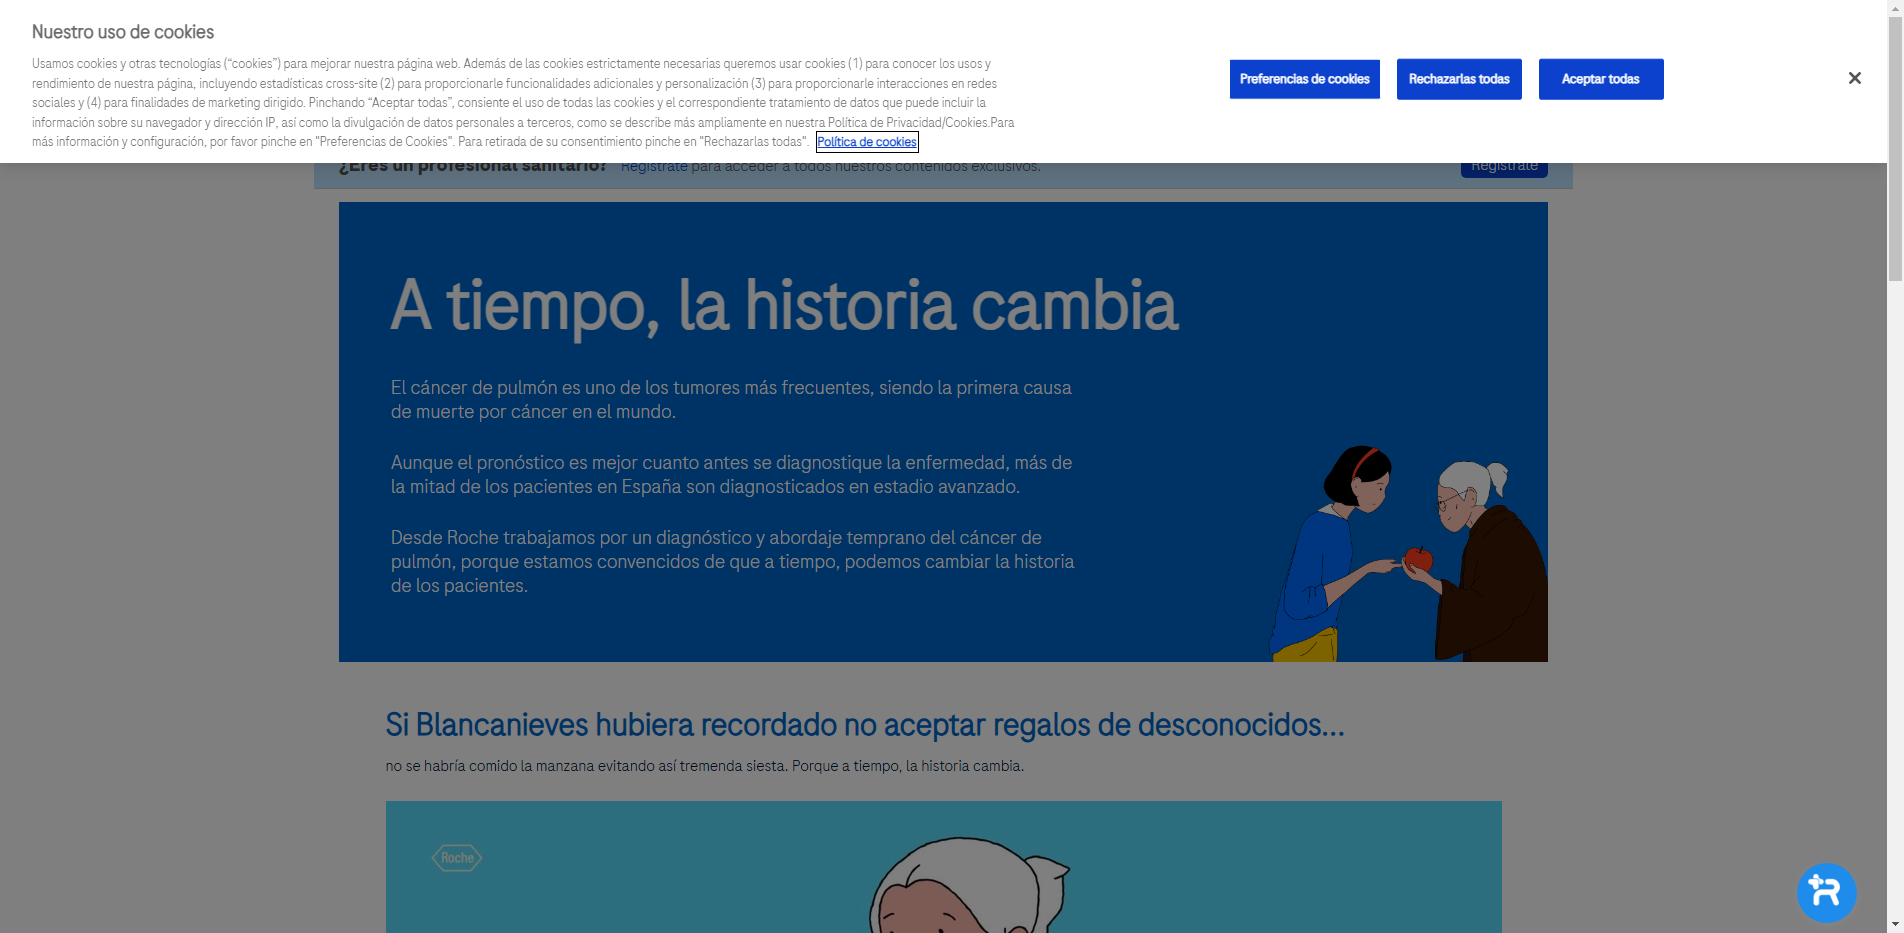 Nuestro uso de cookies
Usamos cookies y otras tecnologías (“cookies”) para mejorar nuestra página web. Además de las cookies estrictamente necesarias queremos usar cookies (1) para conocer los usos y
rendimiento de nuestra página, incluyendo estadísticas cross-site (2) para proporcionarle funcionalidades adicionales y personalización (3) para proporcionarle interacciones en redes
sociales y (4) para finalidades de marketing dirigido. Pinchando “Aceptar todas”, consiente el uso de todas las cookies y el correspondiente tratamiento de datos que puede incluir la
información sobre su navegador y dirección IP, así como la divulgación de datos personales a terceros, como se describe más ampliamente en nuestra Política de Privacidad/Cookies.Para
más información y configuración, por favor pinche en "Preferencias de Cookies". Para retirada de su consentimiento pinche en "Rechazarlas todas". Política de cookies
Preferencias de cookies
Rechazarlas todas
Aceptar todas
¿Eres un profesional sanitario? Regístrate para acceder a todos nuestros contenidos exclusivos.
Regístrate
A tiempo, la historia cambia
El cáncer de pulmón es uno de los tumores más frecuentes, siendo la primera causa
de muerte por cáncer en el mundo.
Aunque el pronóstico es mejor cuanto antes se diagnostique la enfermedad, más de
la mitad de los pacientes en España son diagnosticados en estadio avanzado.
Desde Roche trabajamos por un diagnóstico y abordaje temprano del cáncer de
pulmón, porque estamos convencidos de que a tiempo, podemos cambiar la historia
de los pacientes.
Si Blancanieves hubiera recordado no aceptar regalos de desconocidos...
no se habría comido la manzana evitando así tremenda siesta. Porque a tiempo, la historia cambia.
Roche